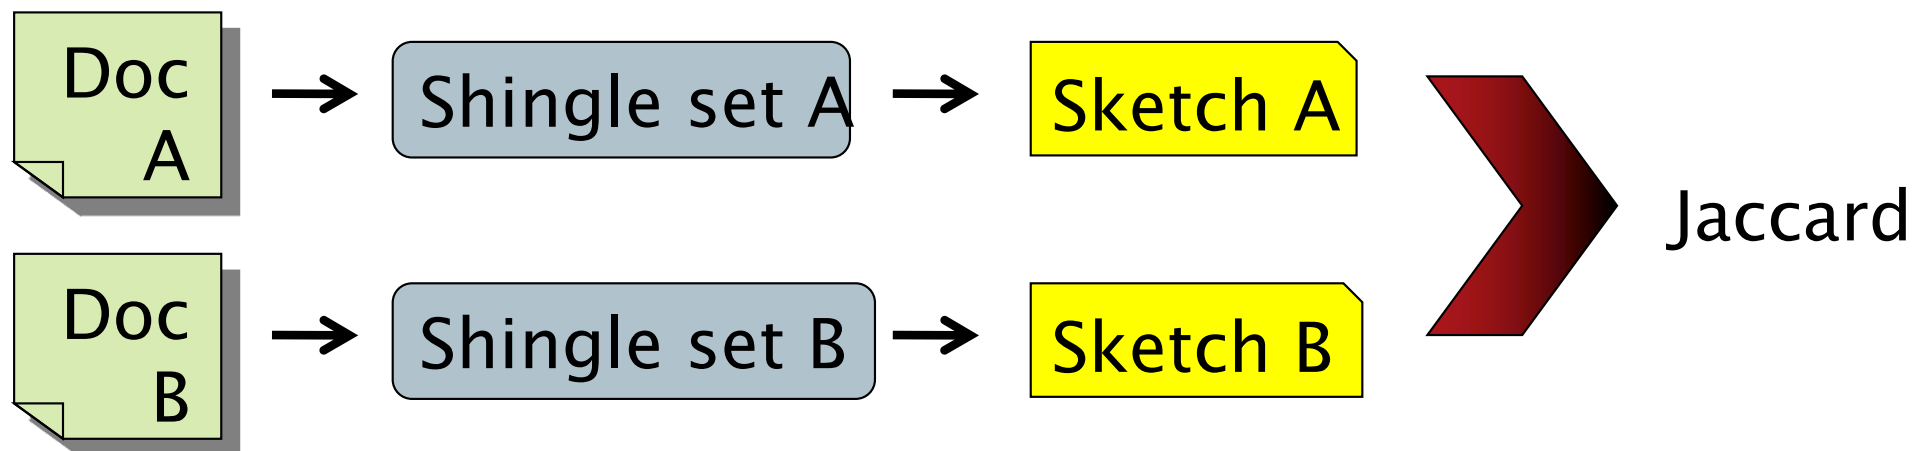 Doc
A
Shingle set A
Sketch A
Jaccard
Doc
B
Shingle set B
Sketch B